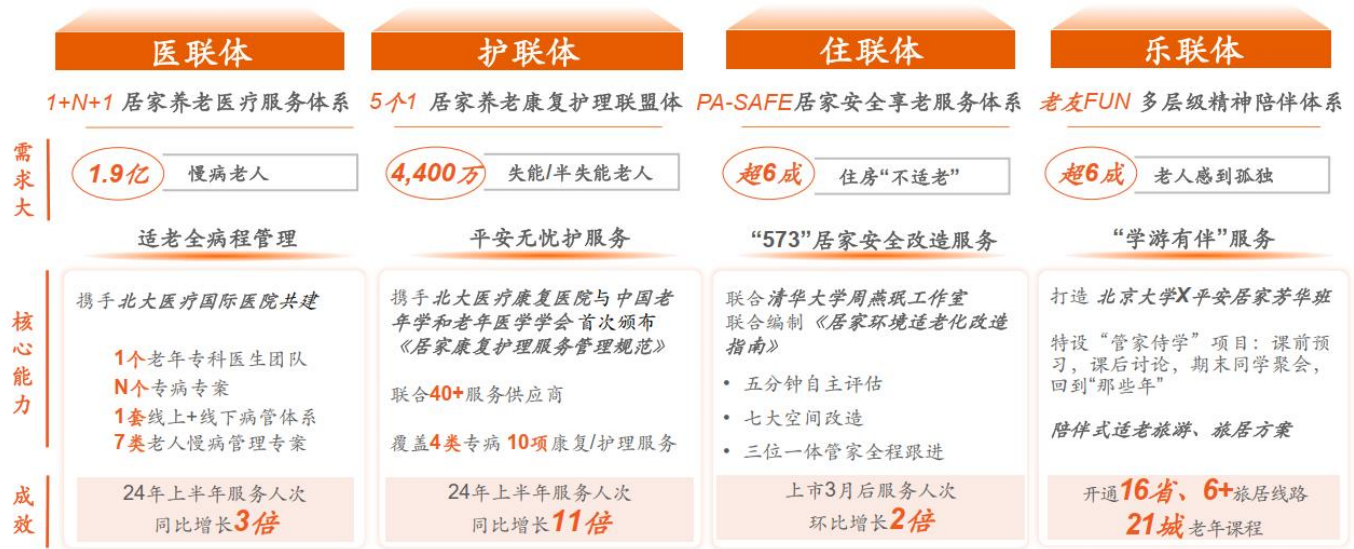 医联体
护联体
住联体
乐联体
1+N+1 居家养老医疗服务体系
5个1 居家养老康复护理联盟体
PA-SAFE居家安全享老服务体系
老友FUN 多层级精神陪伴体系
需求大
1.9亿 慢病老人
4,400万 失能/半失能老人
超6成 住房“不适老”
超6成 老人感到孤独
适老全病程管理
平安无忧护服务
“573”居家安全改造服务
“学游有伴”服务
核心能力
携手北大医疗国际医院共建
1个老年专科医生团队
N个专病专案
1套线上+线下病管体系
7类老人慢病管理专案
携手北大医疗康复医院与中国老
年学和老年医学学会首次颁布
《居家康复护理服务管理规范》
联合40+服务供应商
覆盖4类专病 10项康复/护理服务
联合清华大学周燕珉工作室
联合编制《居家环境适老化改造
指南》
• 五分钟自主评估
• 七大空间改造
• 三位一体管家全程跟进
打造 北京大学X平安居家芳华班
特设“管家侍学”项目：课前预
习，课后讨论，期末同学聚会，
回到“那些年”
陪伴式适老旅游、旅居方案
成效
24年上半年服务人次
同比增长3倍
24年上半年服务人次
同比增长11倍
上市3月后服务人次
环比增长2倍
开通16省、6+旅居线路
21城老年课程